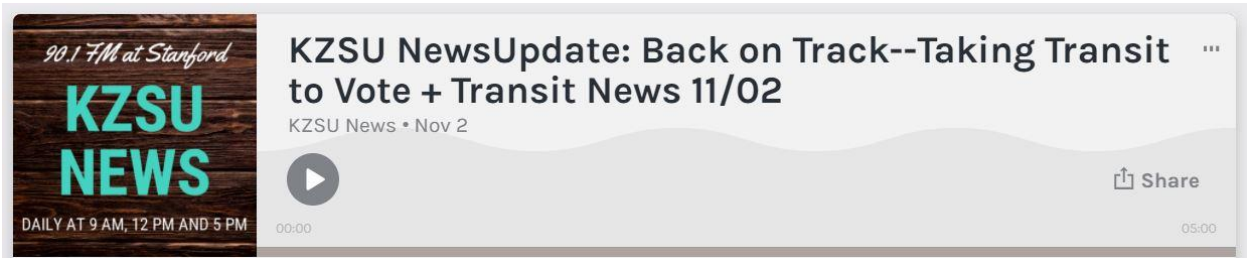 90.1 FM at Stanford
KZSU
NEWS
DAILY AT 9 AM, 12 PM AND 5 PM
KZSU NewsUpdate: Back on Track--Taking Transit
to Vote + Transit News 11/02
KZSU News • Nov 2
Share
00:00
05:00